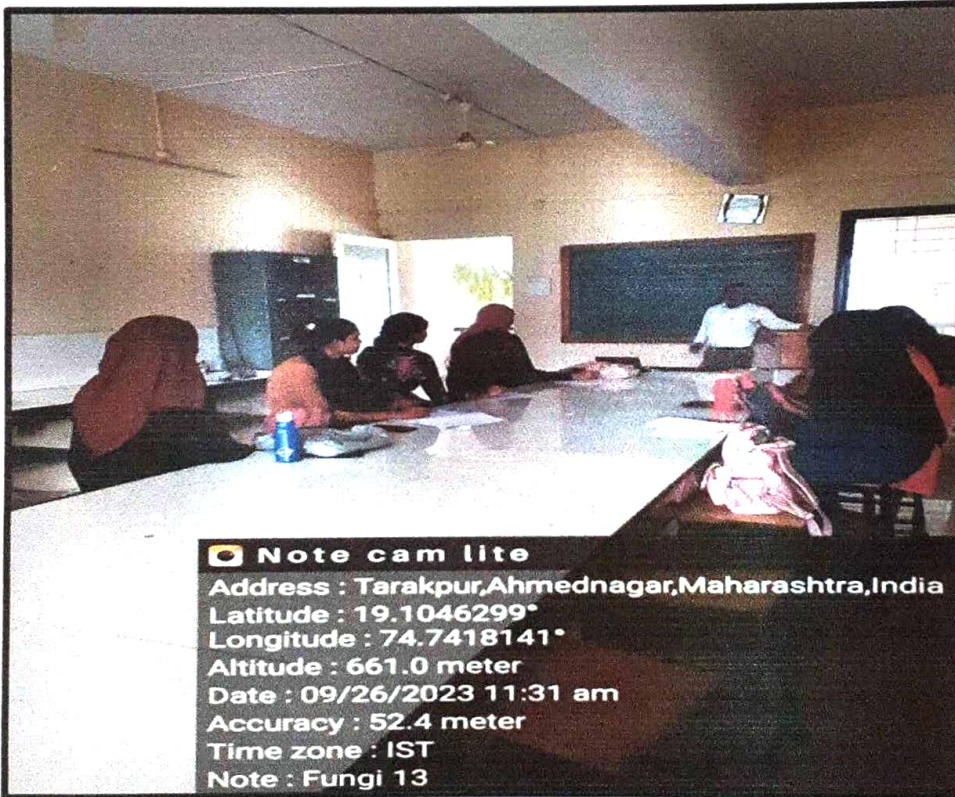 Note cam lite
Address : Tarakpur,Ahmednagar,Maharashtra,India
Latitude : 19.1046299°
Longitude : 74.7418141°
Altitude : 661.0 meter
Date : 09/26/2023 11:31 am
Accuracy : 52.4 meter
Time zone : IST
Note : Fungi 13